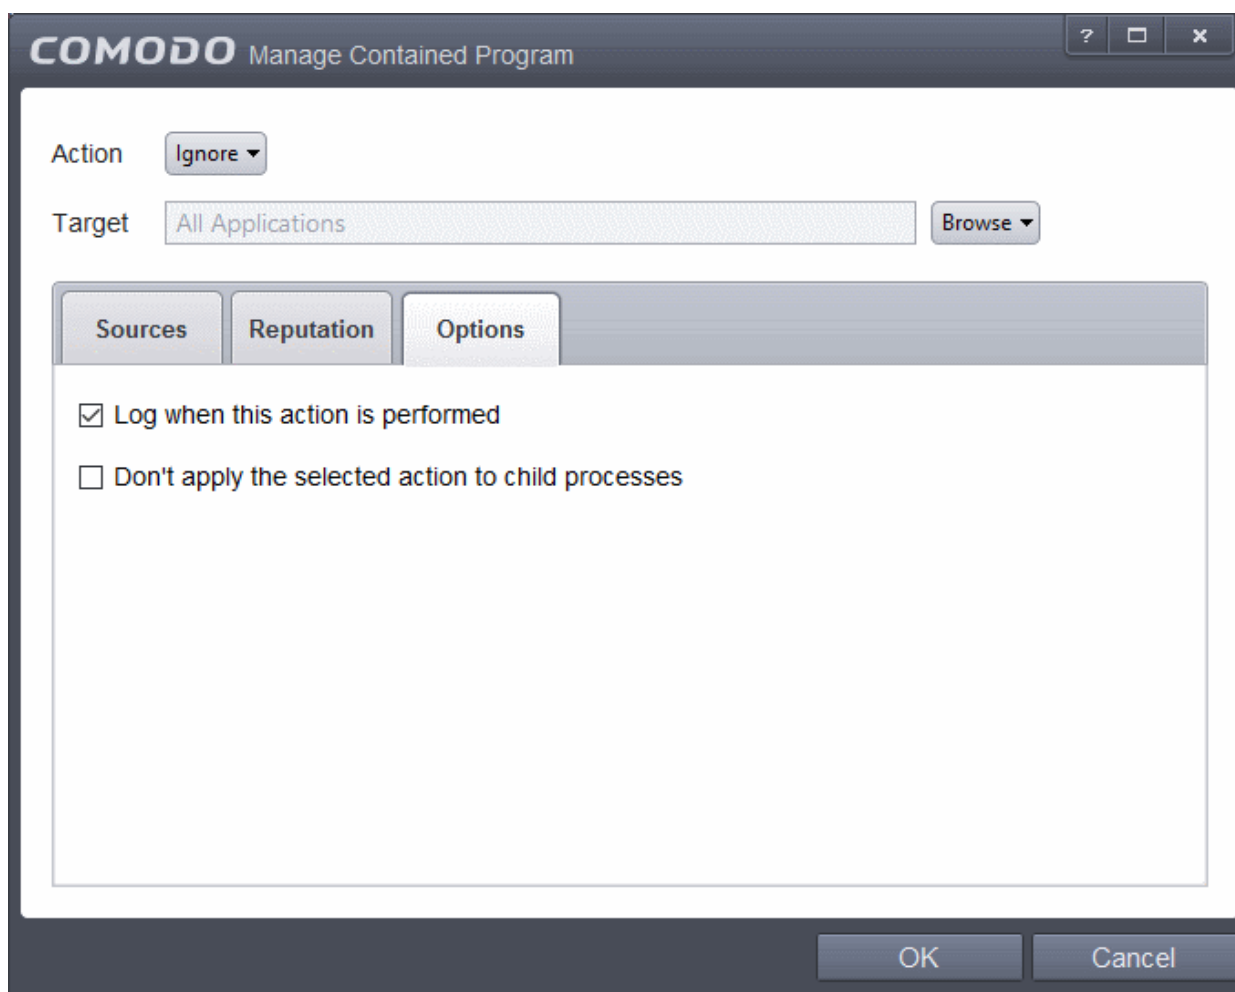 COMODO Manage Contained Program ? x
Action Ignore
Target All Applications Browse
Sources Reputation Options
Log when this action is performed
Don't apply the selected action to child processes
OK Cancel